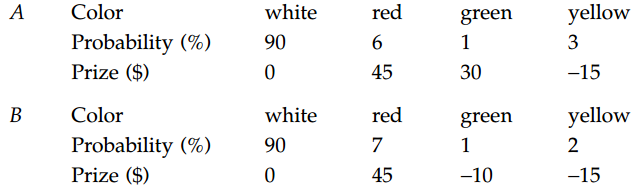 A Color white red green yellow
Probability (%) 90 6 1 3
Prize ($) 0 45 30 –15
B Color white red green yellow
Probability (%) 90 7 1 2
Prize ($) 0 45 –10 –15